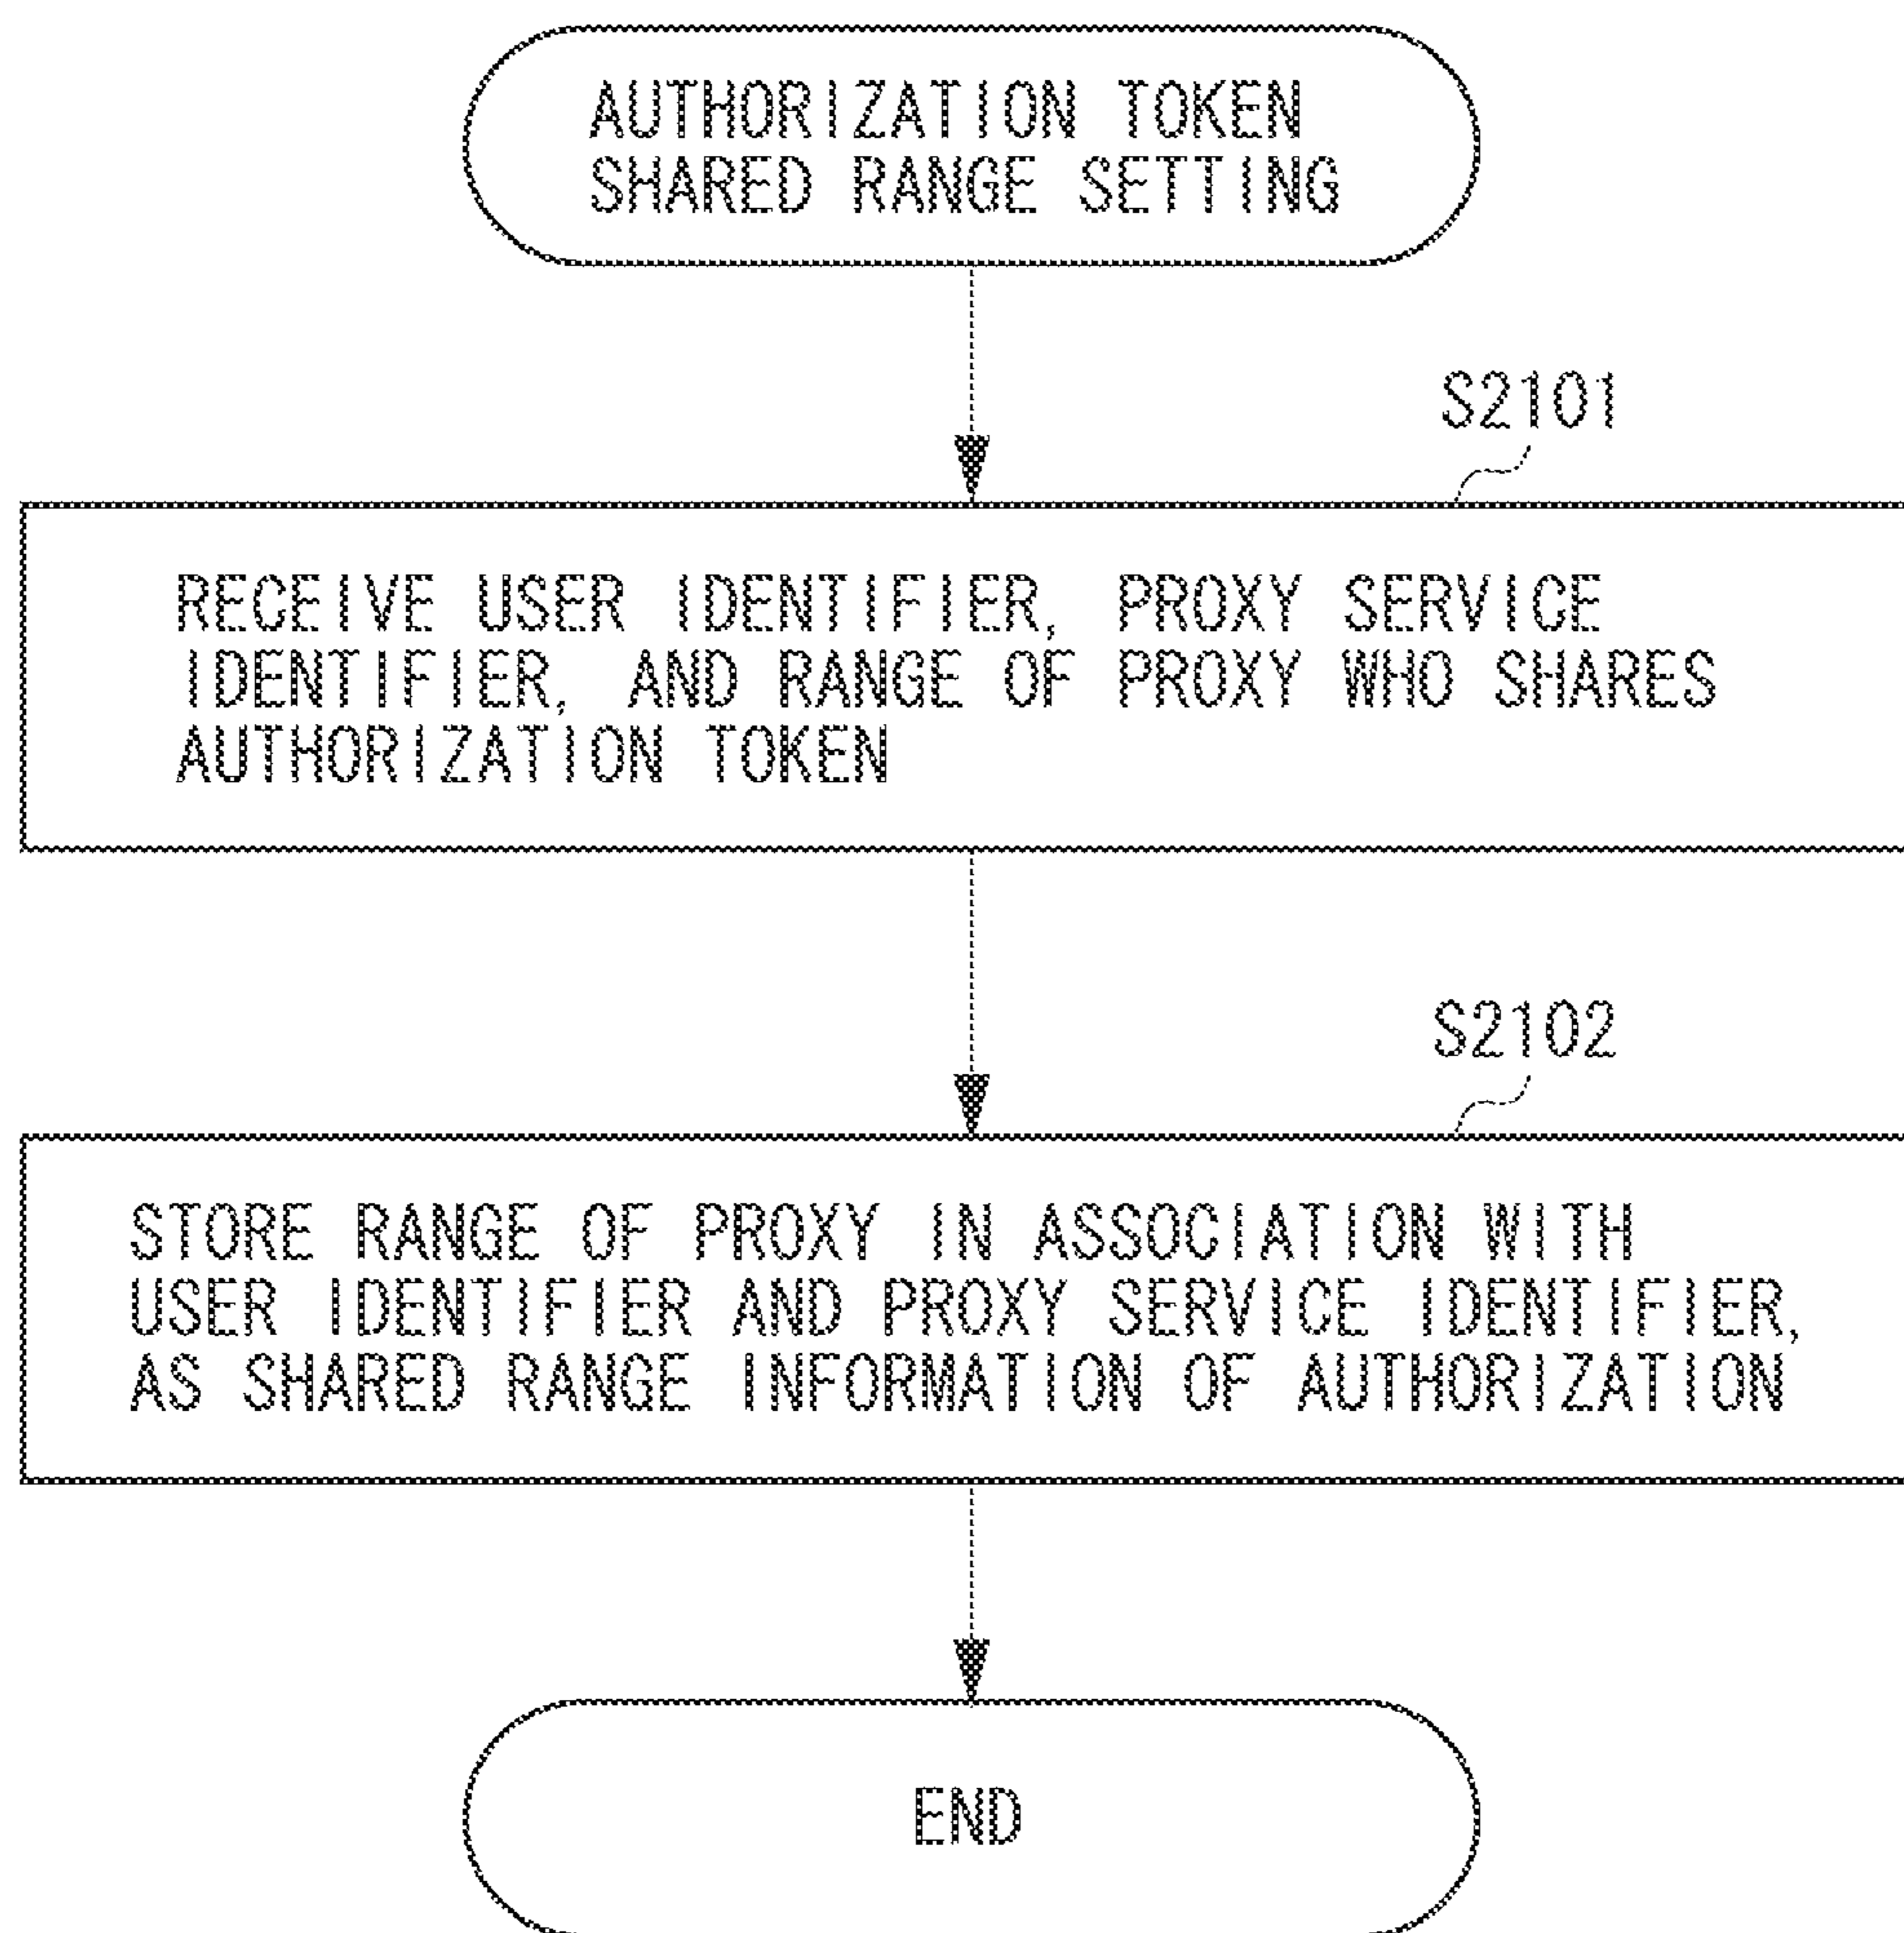 AUTHORIZATION TOKEN
SHARED RANGE SETTING
S2101
RECEIVE USER IDENTIFIER, PROXY SERVICE
IDENTIFIER, AND RANGE OF PROXY WHO SHARES
AUTHORIZATION TOKEN
S2102
STORE RANGE OF PROXY IN ASSOCIATION WITH
USER IDENTIFIER AND PROXY SERVICE IDENTIFIER,
AS SHARED RANGE INFORMATION OF AUTHORIZATION
END